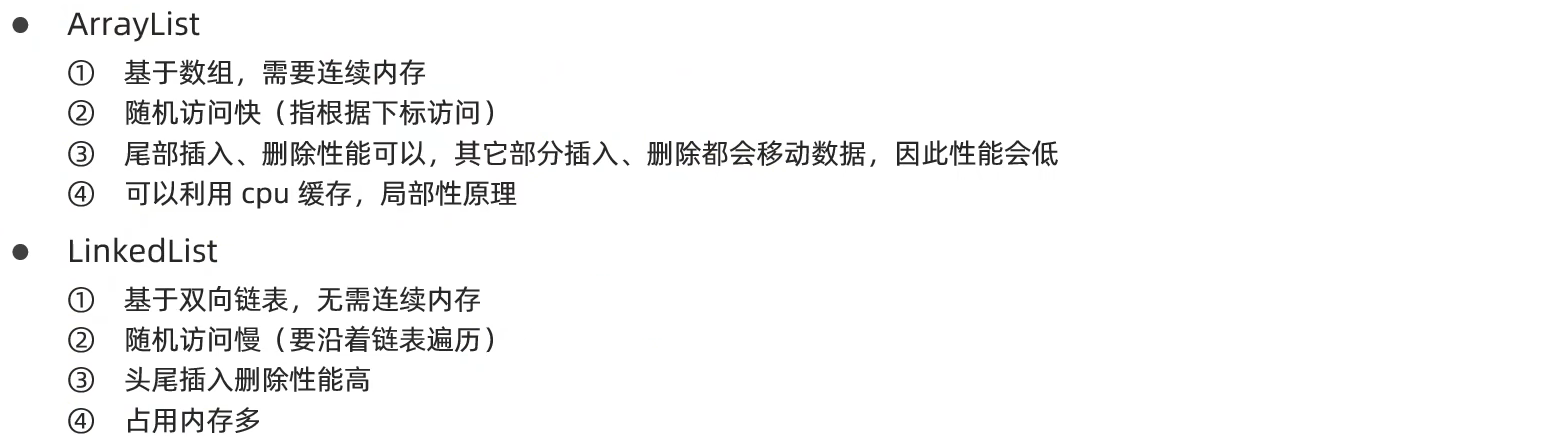 ● ArrayList
① 基于数组，需要连续内存
② 随机访问快（指根据下标访问）
③ 尾部插入、删除性能可以，其它部分插入、删除都会移动数据，因此性能会低
④ 可以利用 cpu 缓存，局部性原理
● LinkedList
① 基于双向链表，无需连续内存
② 随机访问慢（要沿着链表遍历）
③ 头尾插入删除性能高
④ 占用内存多